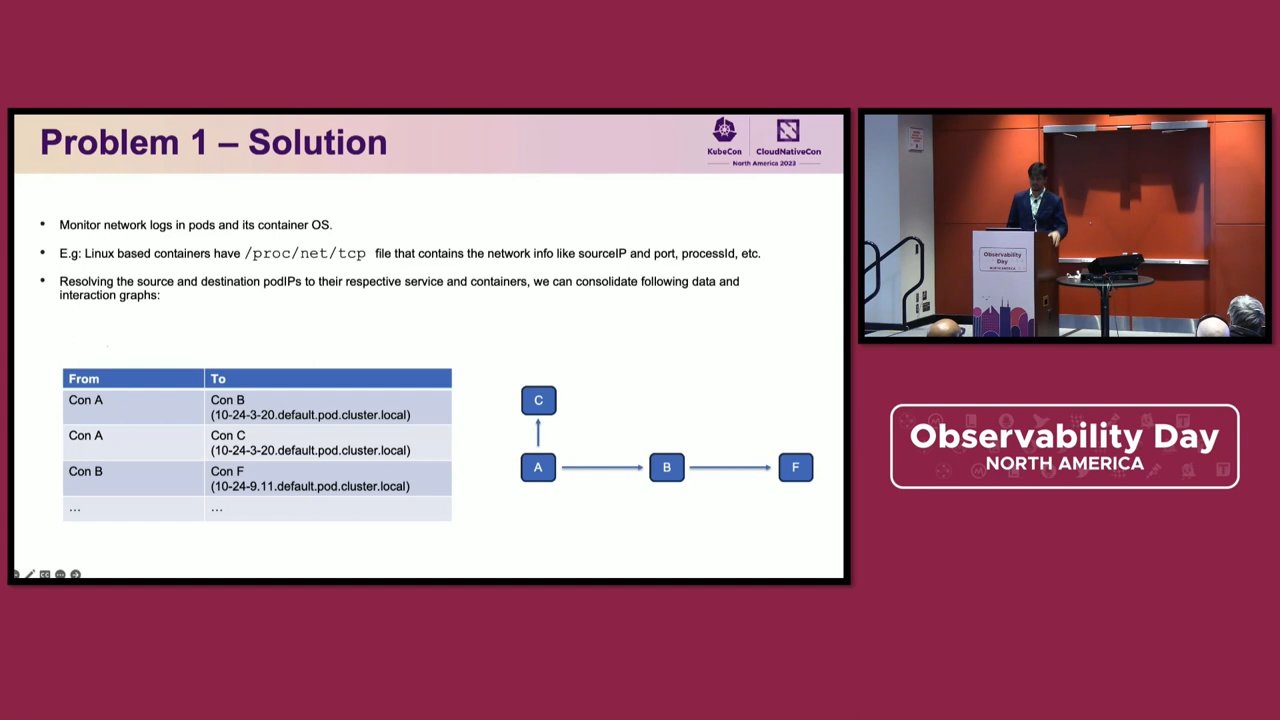 Problem 1 – Solution
KubeCon
CloudNativeCon
North America 2023
• Monitor network logs in pods and its container OS.
• E.g: Linux based containers have /proc/net/tcp file that contains the network info like sourceIP and port, processId, etc.
• Resolving the source and destination podIPs to their respective service and containers, we can consolidate following data and
interaction graphs:
From To
Con A Con B
(10-24-3-20.default.pod.cluster.local)
Con A Con C
(10-24-3-20.default.pod.cluster.local)
Con B Con F
(10-24-9.11.default.pod.cluster.local)
... ...
C
A B F
Observability
Day
NORTH AMERICA
Observability Day
NORTH AMERICA